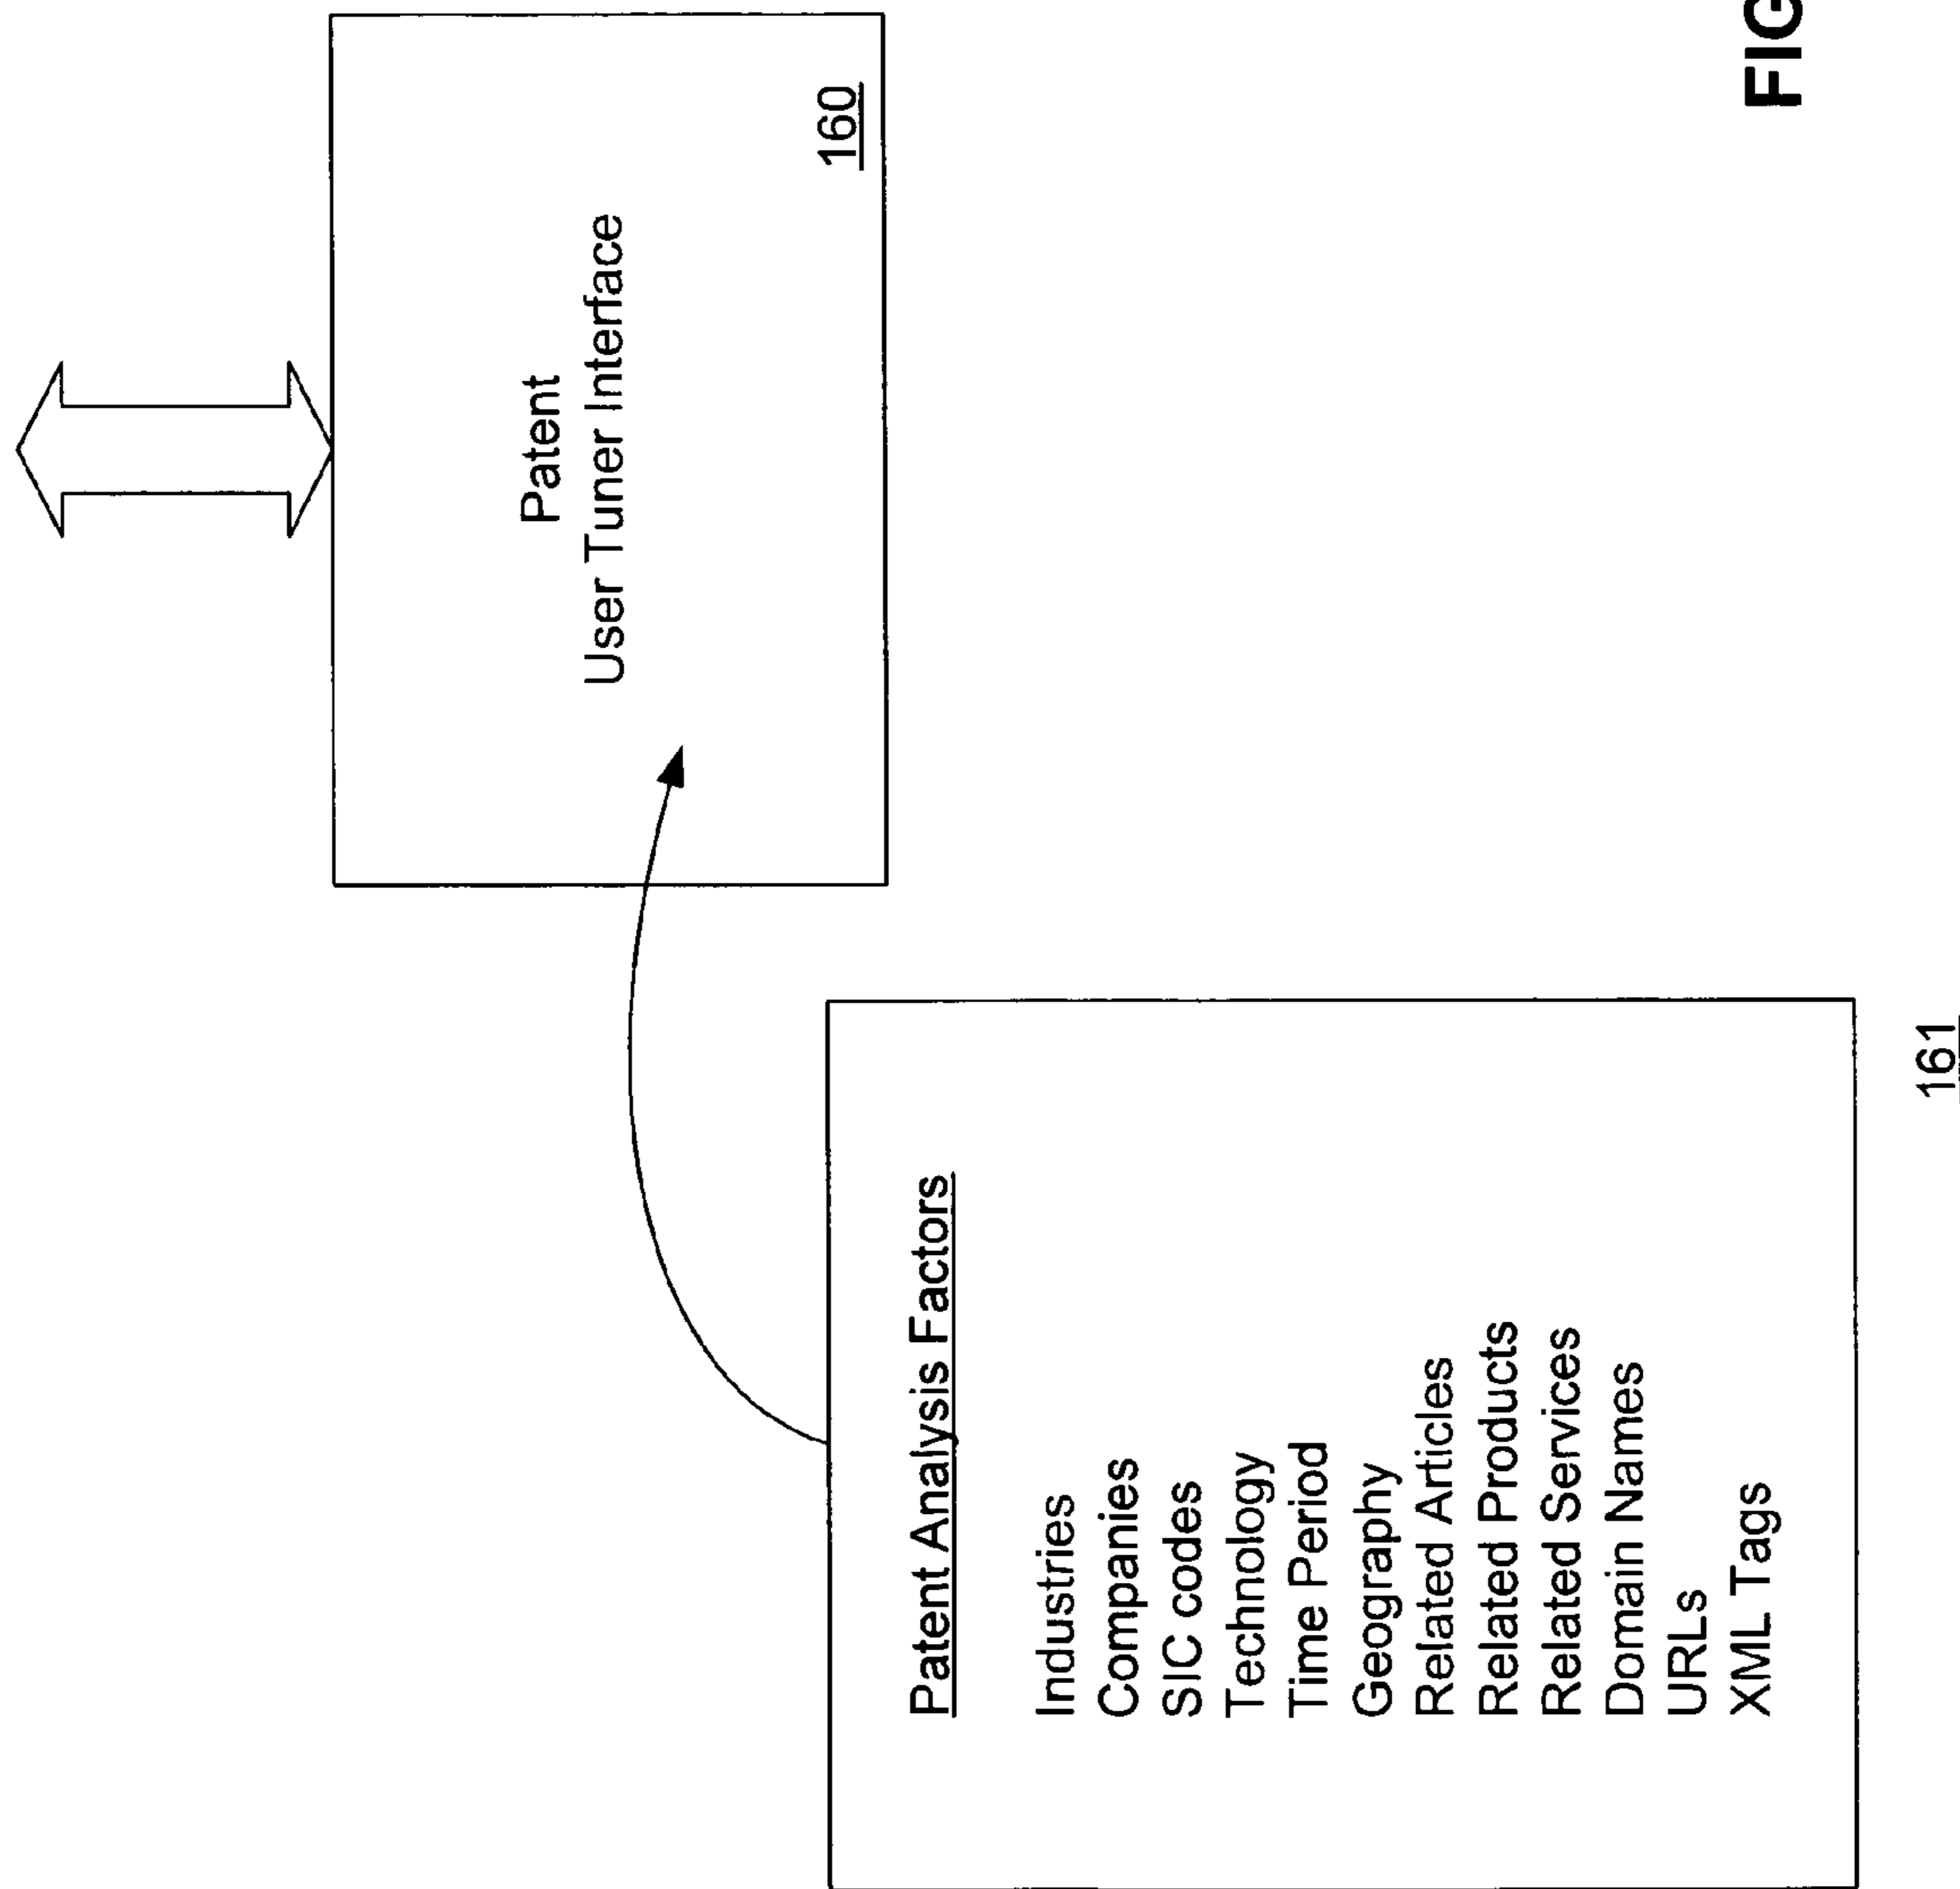 Patent
User Tuner Interface
160
Patent Analysis Factors
Industries
Companies
SIC codes
Technology
Time Period
Geography
Related Articles
Related Products
Related Services
Domain Names
URLs
XML Tags
161
FIG